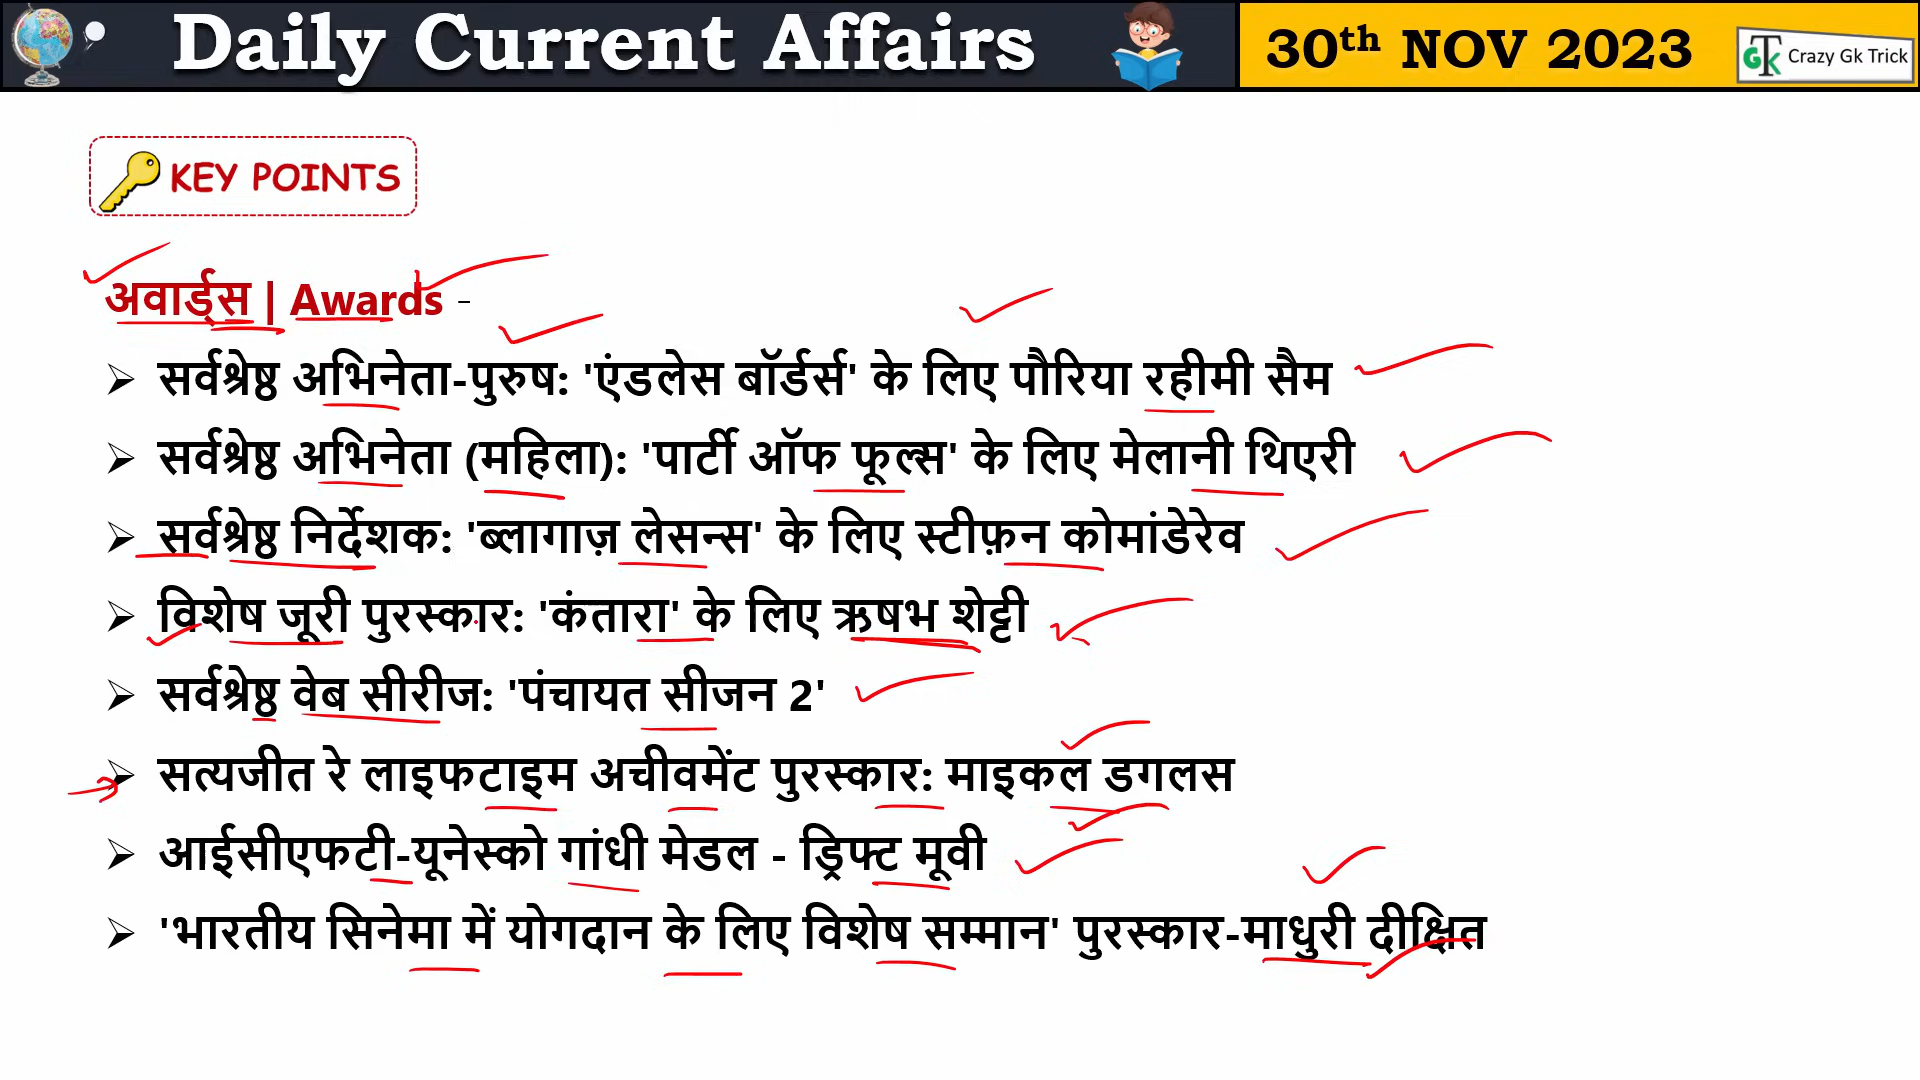 Daily Current Affairs
30th NOV 2023
GTK Crazy Gk Trick
KEY POINTS
अवार्ड्स | Awards -
➢ सर्वश्रेष्ठ अभिनेता-पुरुष: 'एंडलेस बॉर्डर्स' के लिए पौरिया रहीमी सैम
➢ सर्वश्रेष्ठ अभिनेता (महिला): 'पार्टी ऑफ फूल्स' के लिए मेलानी थिएरी
➢ सर्वश्रेष्ठ निर्देशक: 'ब्लागाज़ लेसन्स' के लिए स्टीफ़न कोमांडेरेव
➢ विशेष जूरी पुरस्कार: 'कंतारा' के लिए ऋषभ शेट्टी
➢ सर्वश्रेष्ठ वेब सीरीज: 'पंचायत सीजन 2'
➢ सत्यजीत रे लाइफटाइम अचीवमेंट पुरस्कार: माइकल डगलस
➢ आईसीएफटी-यूनेस्को गांधी मेडल - ड्रिफ्ट मूवी
➢ 'भारतीय सिनेमा में योगदान के लिए विशेष सम्मान' पुरस्कार-माधुरी दीक्षित